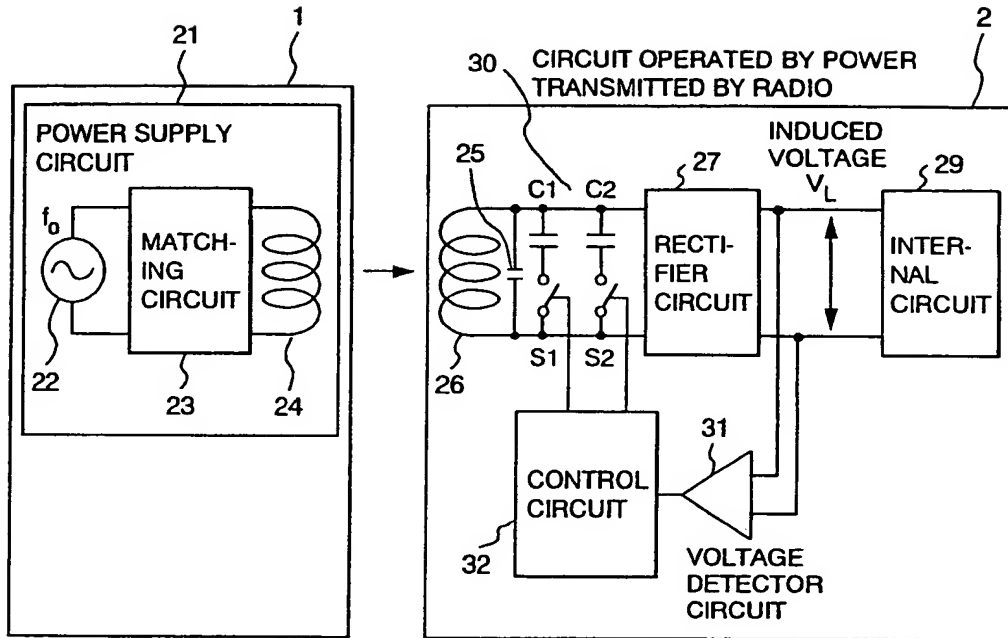 1
2
21
CIRCUIT OPERATED BY POWER
TRANSMITTED BY RADIO
30
POWER SUPPLY
CIRCUIT
INDUCED
VOLTAGE
V_L
25
C1
C2
27
29
f_0
MATCH-
ING
CIRCUIT
RECTI-
FIER
CIRCUIT
INTER-
NAL
CIRCUIT
22
23
24
26
S1
S2
31
CONTROL
CIRCUIT
32
VOLTAGE
DETECTOR
CIRCUIT